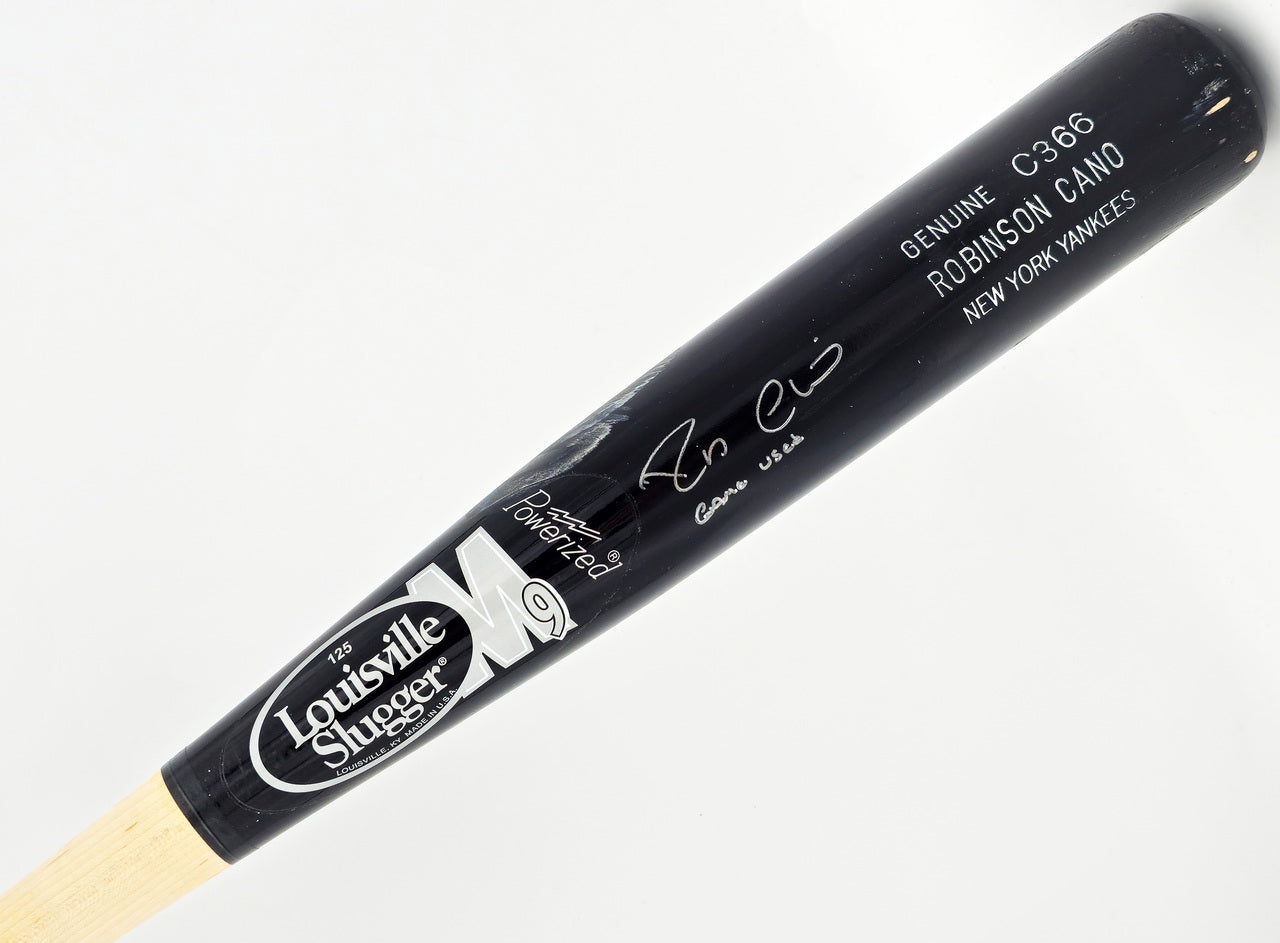 GENUINE C366
ROBINSON CANO
NEW YORK YANKEES
Game Used
Powerized®
M9
125
Louisville
Slugger®
LOUISVILLE, KY. MADE IN U.S.A.